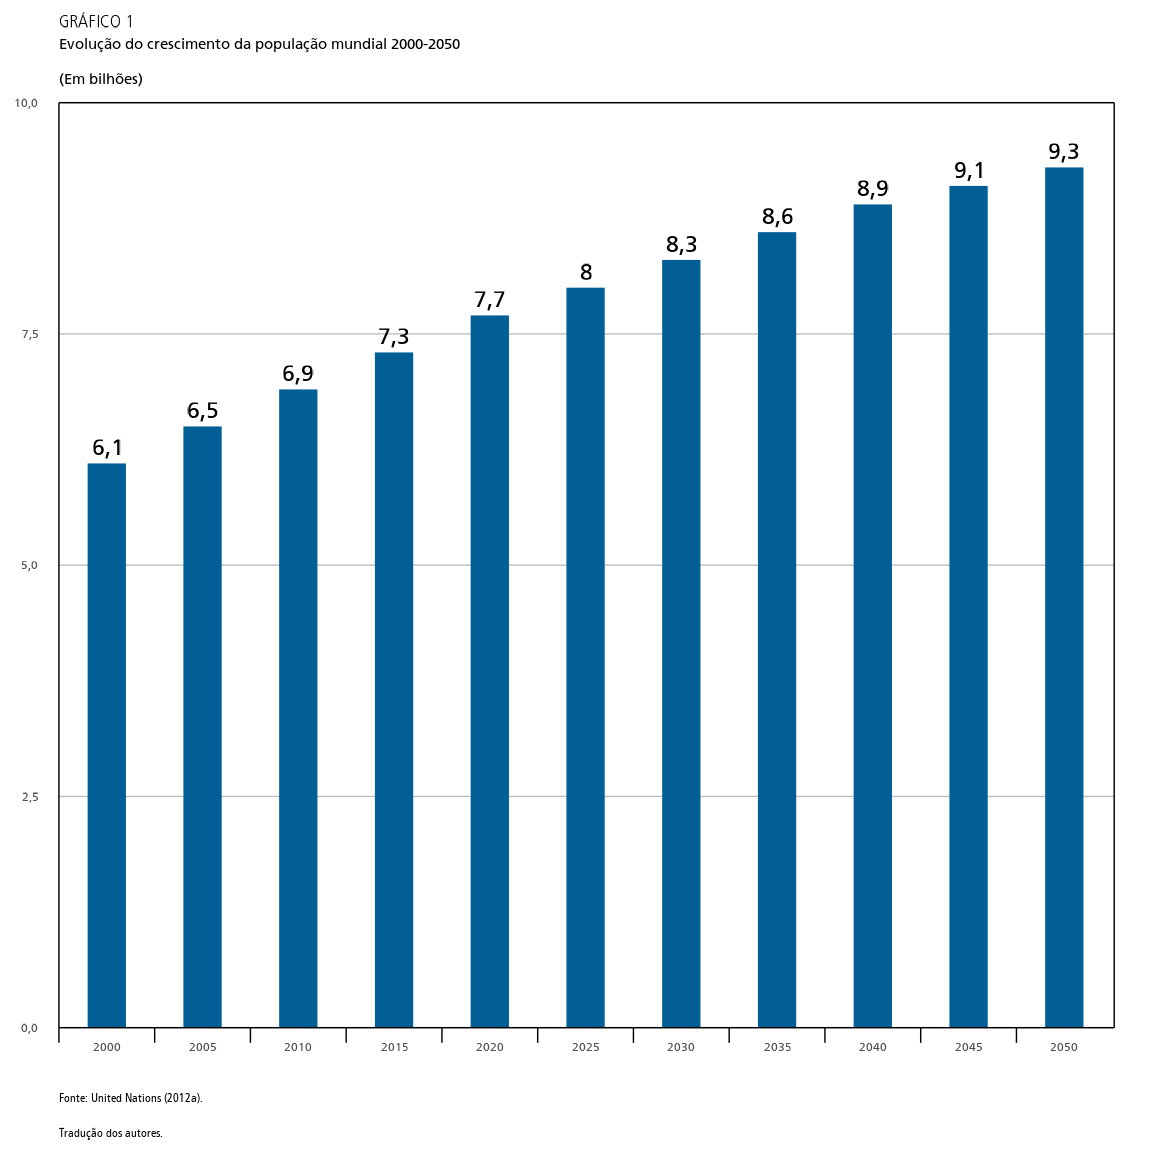 GRÁFICO 1
Evolução do crescimento da população mundial 2000-2050
(Em bilhões)
10,0
7,5
5,0
2,5
0,0
6,1
6,5
6,9
7,3
7,7
8
8,3
8,6
8,9
9,1
9,3
2000 2005 2010 2015 2020 2025 2030 2035 2040 2045 2050
Fonte: United Nations (2012a).
Tradução dos autores.